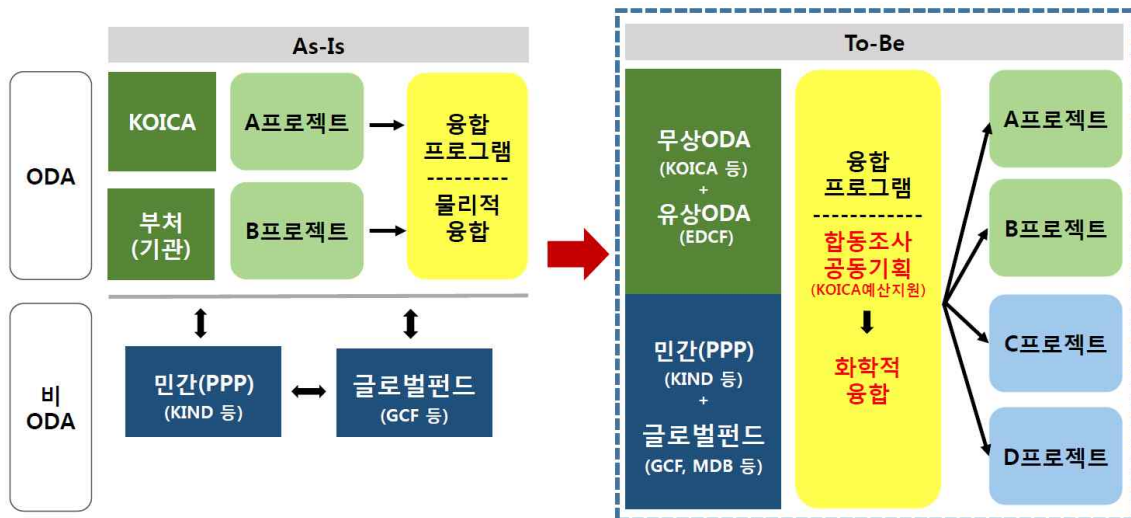 As-Is
ODA
KOICA
A프로젝트
융합
프로그램
물리적
융합
부처
(기관)
B프로젝트
비
ODA
민간(PPP)
(KIND 등)
글로벌펀드
(GCF 등)
To-Be
무상ODA
(KOICA 등)
+
유상ODA
(EDCF)
민간(PPP)
(KIND 등)
+
글로벌펀드
(GCF, MDB 등)
융합
프로그램
합동조사
공동기획
(KOICA예산지원)
화학적
융합
A프로젝트
B프로젝트
C프로젝트
D프로젝트